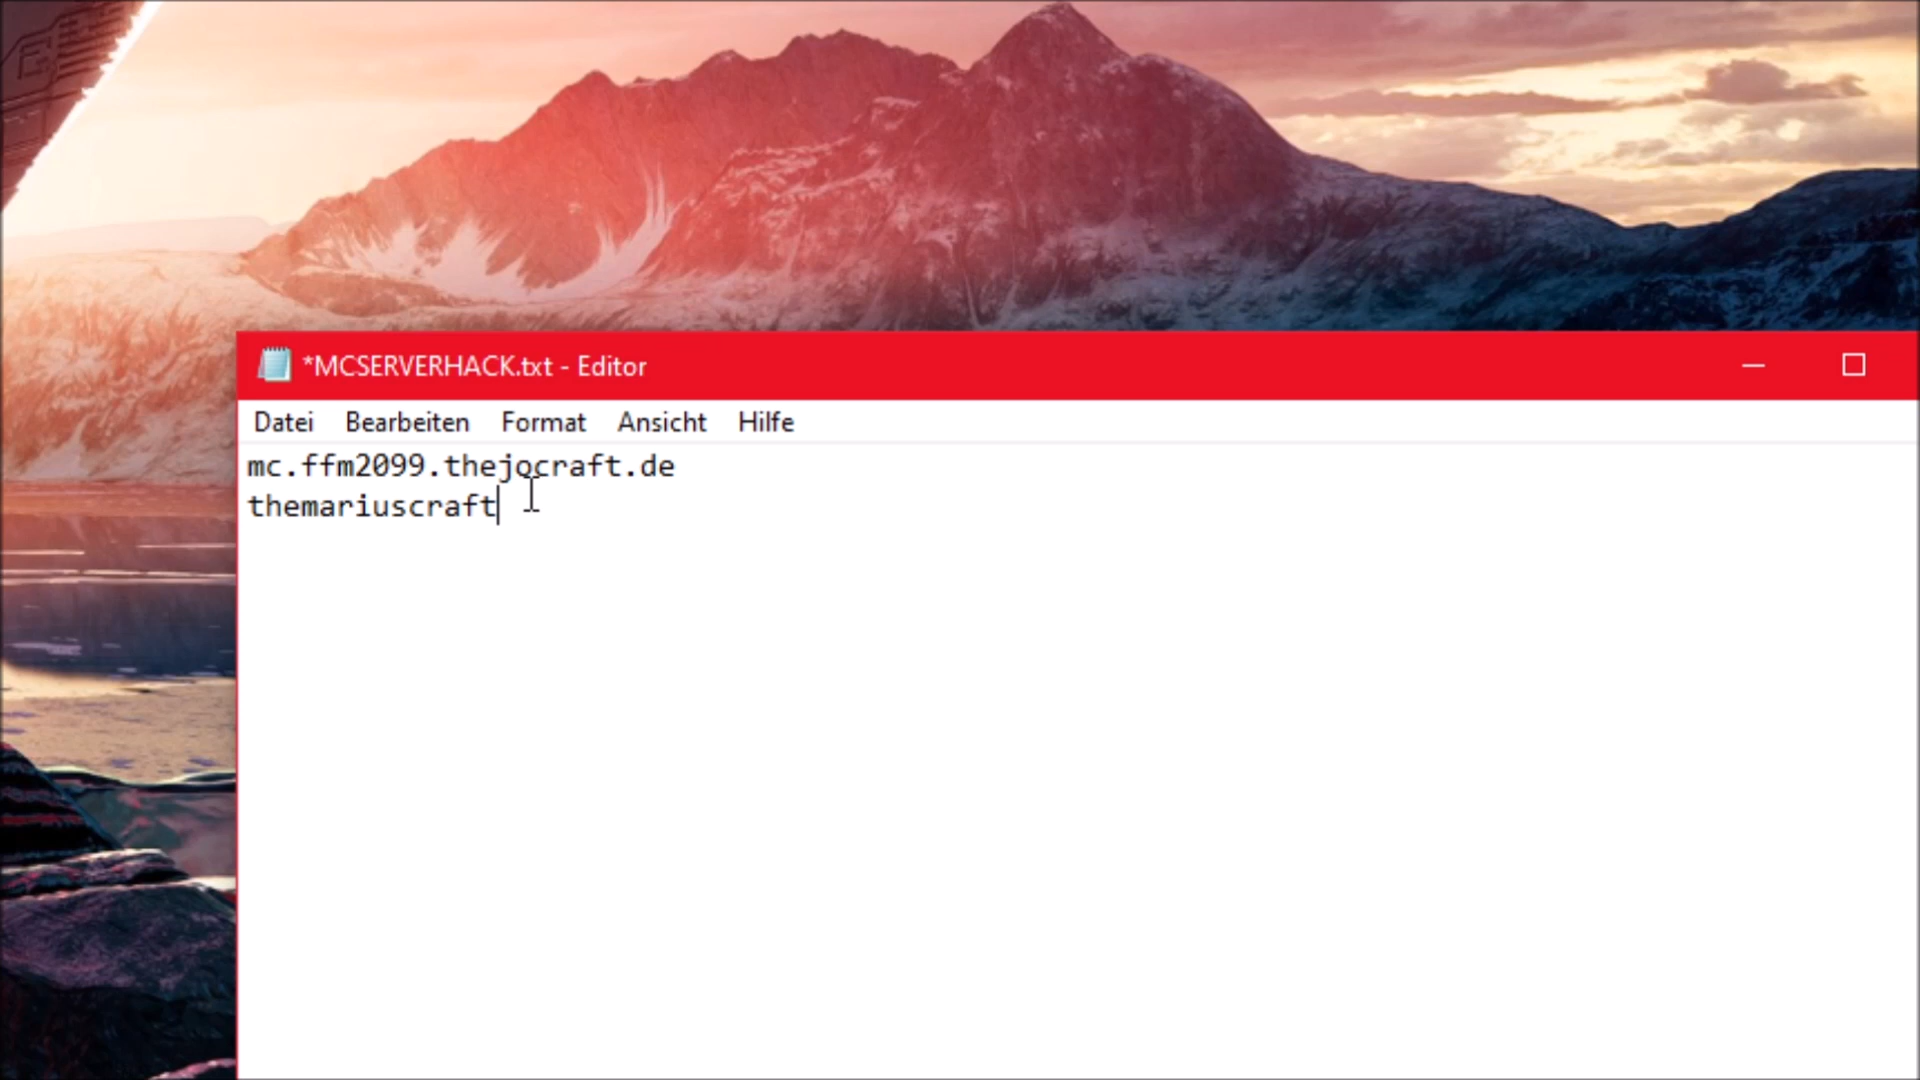 *MCSERVERHACK.txt - Editor
Datei Bearbeiten Format Ansicht Hilfe
mc.ffm2099.thejocraft.de
themariuscraft